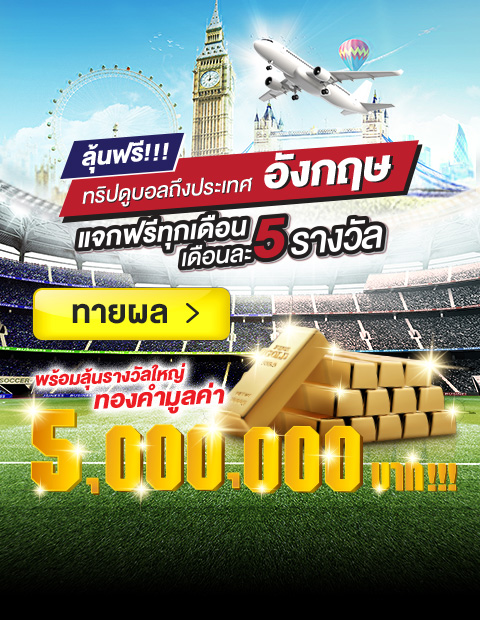 ลุ้นฟรี!!!
ทริปดูบอลถึงประเทศ อังกฤษ
แจกฟรีทุกเดือน
เดือนละ 5 รางวัล
ทายผล >
พร้อมลุ้นรางวัลใหญ่
ทองคำมูลค่า
5,000,000 บาท!!!
SOCCER